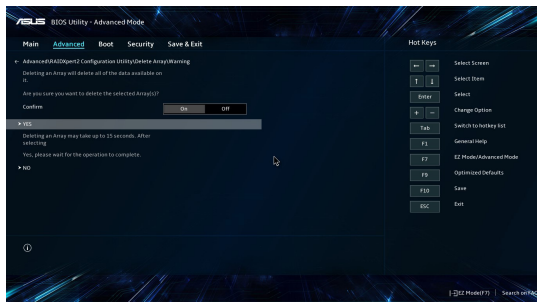 ASUS BIOS Utility - Advanced Mode
Main Advanced Boot Security Save & Exit
Hot Keys
← Advanced\RAIDXpert2 Configuration Utility\Delete Array\Warning
Deleting an Array will delete all of the data available on
it.
Are you sure you want to delete the selected Array(s)?
Confirm On Off
> YES
Deleting an Array may take up to 15 seconds. After
selecting
Yes, please wait for the operation to complete.
> NO
← → Select Screen
↑ ↓ Select Item
Enter Select
+ - Change Option
Tab Switch to hotkey list
F1 General Help
F7 EZ Mode/Advanced Mode
F9 Optimized Defaults
F10 Save
ESC Exit
EZ Mode(F7) | Search on FAQ